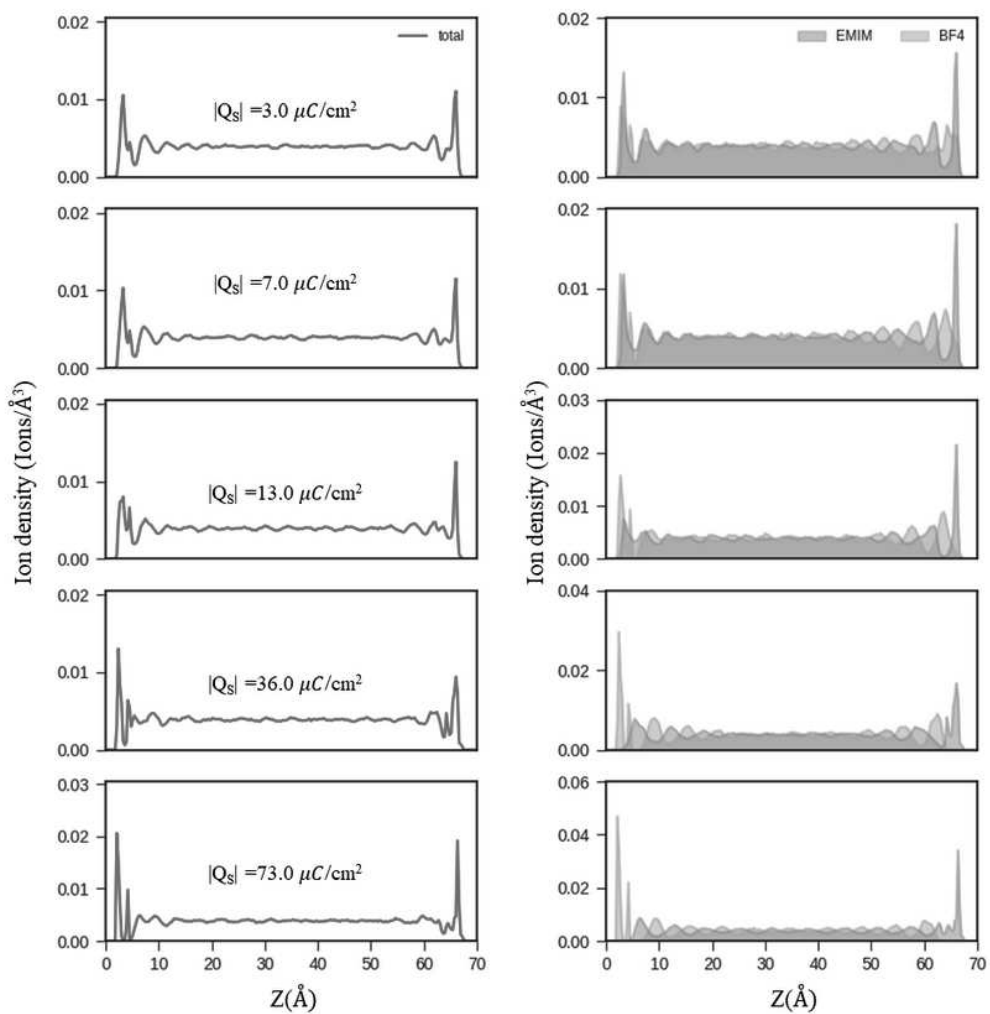 Ion density (Ions/Å³)
0.02
0.01
0.00
total
|Qs| =3.0 μC/cm²
0.02
0.01
0.00
|Qs| =7.0 μC/cm²
0.02
0.01
0.00
|Qs| =13.0 μC/cm²
0.02
0.01
0.00
|Qs| =36.0 μC/cm²
0.03
0.02
0.01
0.00
|Qs| =73.0 μC/cm²
0 10 20 30 40 50 60 70
Z(Å)
Ion density (Ions/Å³)
0.02
0.01
0.00
EMIM BF4
0.02
0.01
0.00
0.03
0.02
0.01
0.00
0.04
0.02
0.00
0.06
0.04
0.02
0.00
0 10 20 30 40 50 60 70
Z(Å)